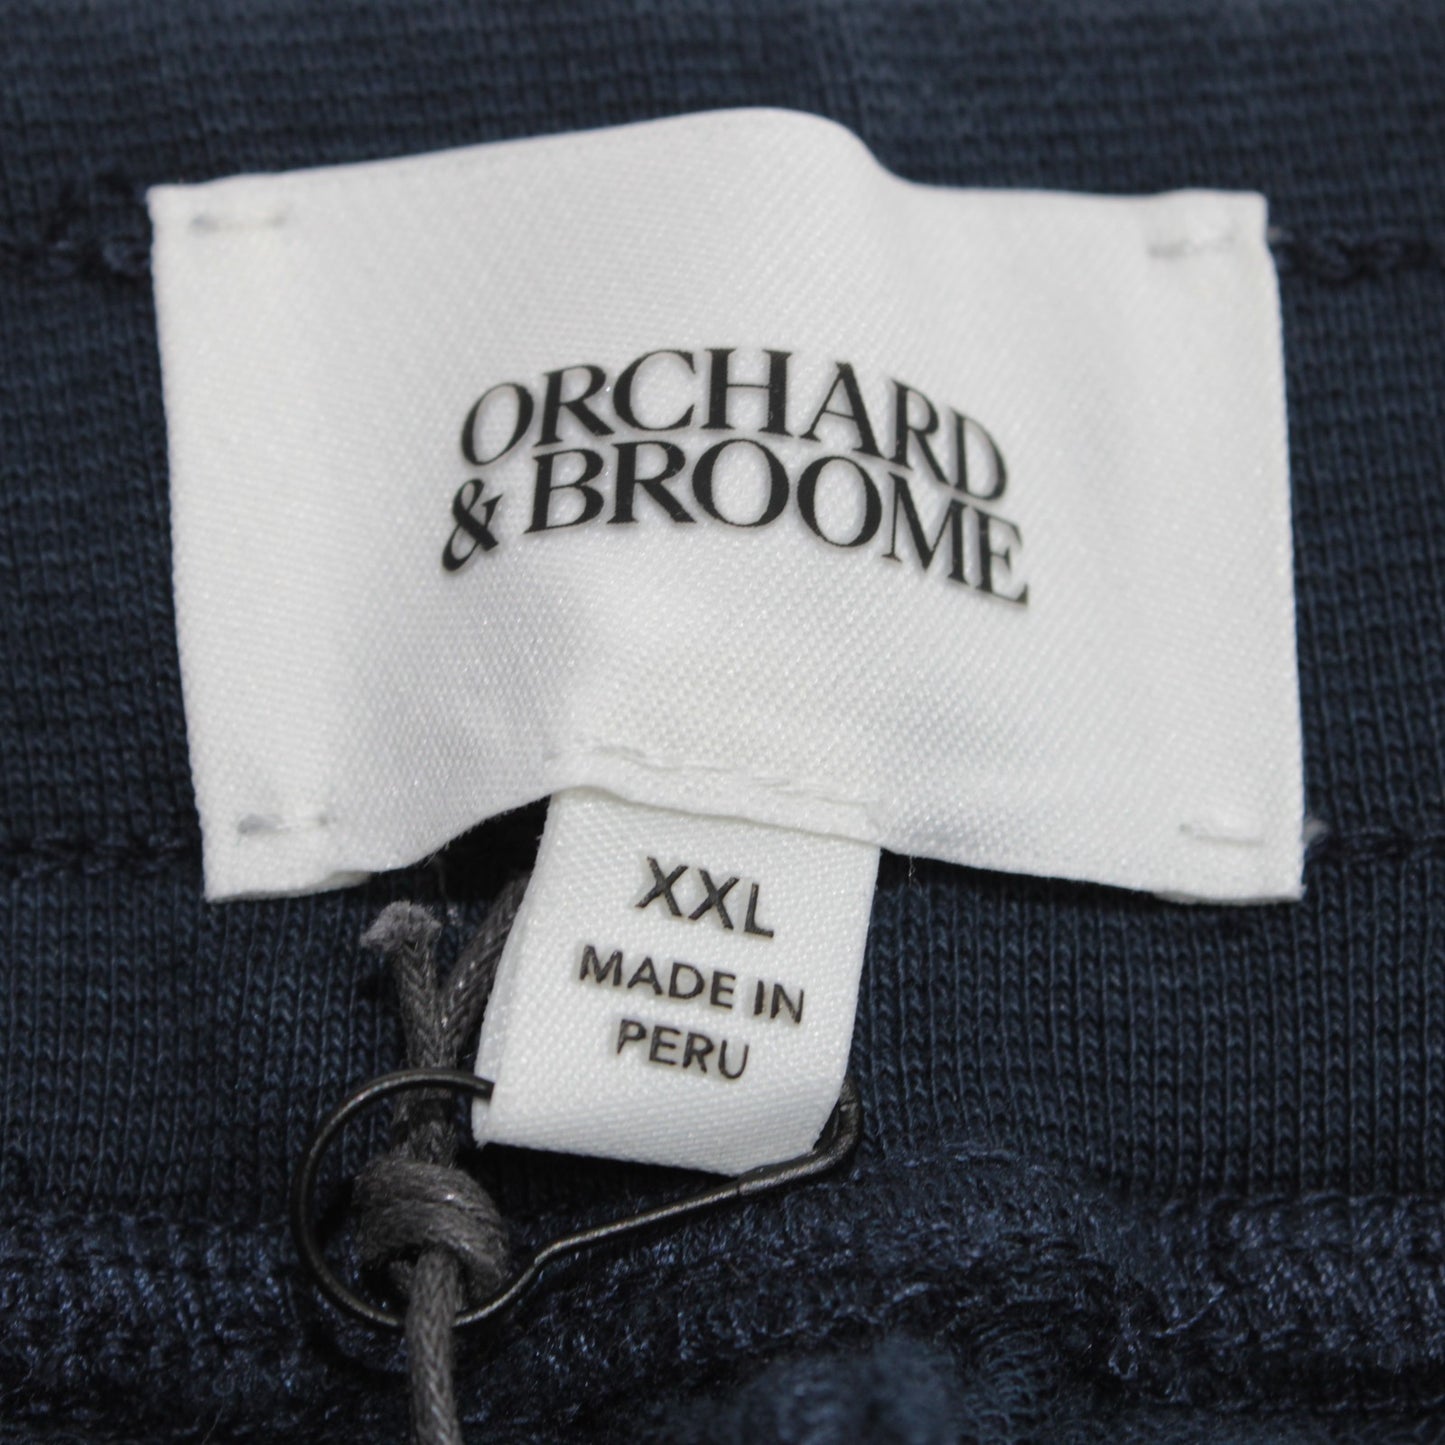 ORCHARD
& BROOME
XXL
MADE IN
PERU